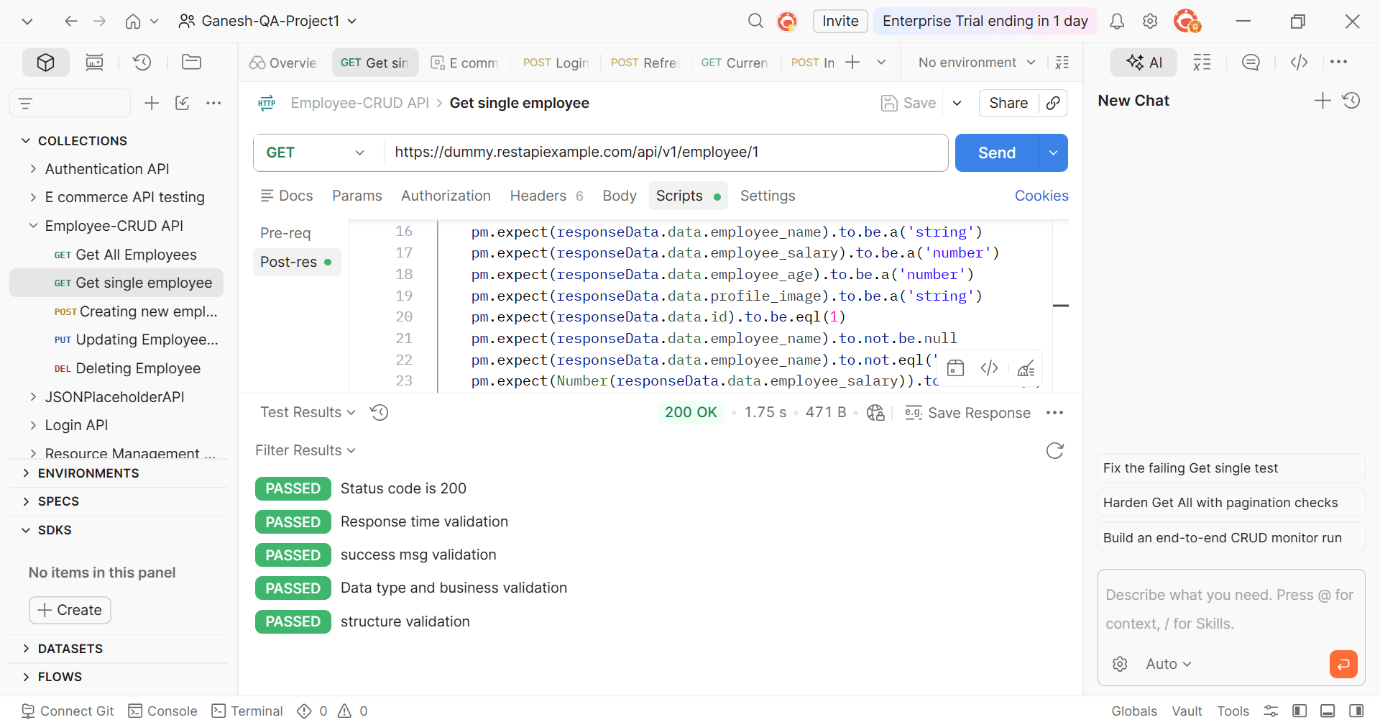 Ganesh-QA-Project1
Invite
Enterprise Trial ending in 1 day
G
Overvie
GET Get sin
E comm
POST Login
POST Refre
GET Curren
POST In
No environment
AI
HTTP
Employee-CRUD API > Get single employee
Save
Share
New Chat
COLLECTIONS
Authentication API
E commerce API testing
Employee-CRUD API
GET Get All Employees
GET Get single employee
POST Creating new empl...
PUT Updating Employee...
DEL Deleting Employee
JSONPlaceholderAPI
Login API
Resource Management ...
ENVIRONMENTS
SPECS
SDKS
No items in this panel
Create
DATASETS
FLOWS
GET
https://dummy.restapiexample.com/api/v1/employee/1
Send
Docs
Params
Authorization
Headers 6
Body
Scripts
Settings
Cookies
Pre-req
Post-res
16 pm.expect(responseData.data.employee_name).to.be.a('string')
17 pm.expect(responseData.data.employee_salary).to.be.a('number')
18 pm.expect(responseData.data.employee_age).to.be.a('number')
19 pm.expect(responseData.data.profile_image).to.be.a('string')
20 pm.expect(responseData.data.id).to.be.eql(1)
21 pm.expect(responseData.data.employee_name).to.not.be.null
22 pm.expect(responseData.data.employee_name).to.not.eql('
23 pm.expect(Number(responseData.data.employee_salary)).to
Test Results
200 OK
1.75 s
471 B
e.g. Save Response
Filter Results
PASSED Status code is 200
PASSED Response time validation
PASSED success msg validation
PASSED Data type and business validation
PASSED structure validation
Fix the failing Get single test
Harden Get All with pagination checks
Build an end-to-end CRUD monitor run
Describe what you need. Press @ for
context, / for Skills.
Auto
Connect Git
Console
Terminal
0
0
Globals
Vault
Tools